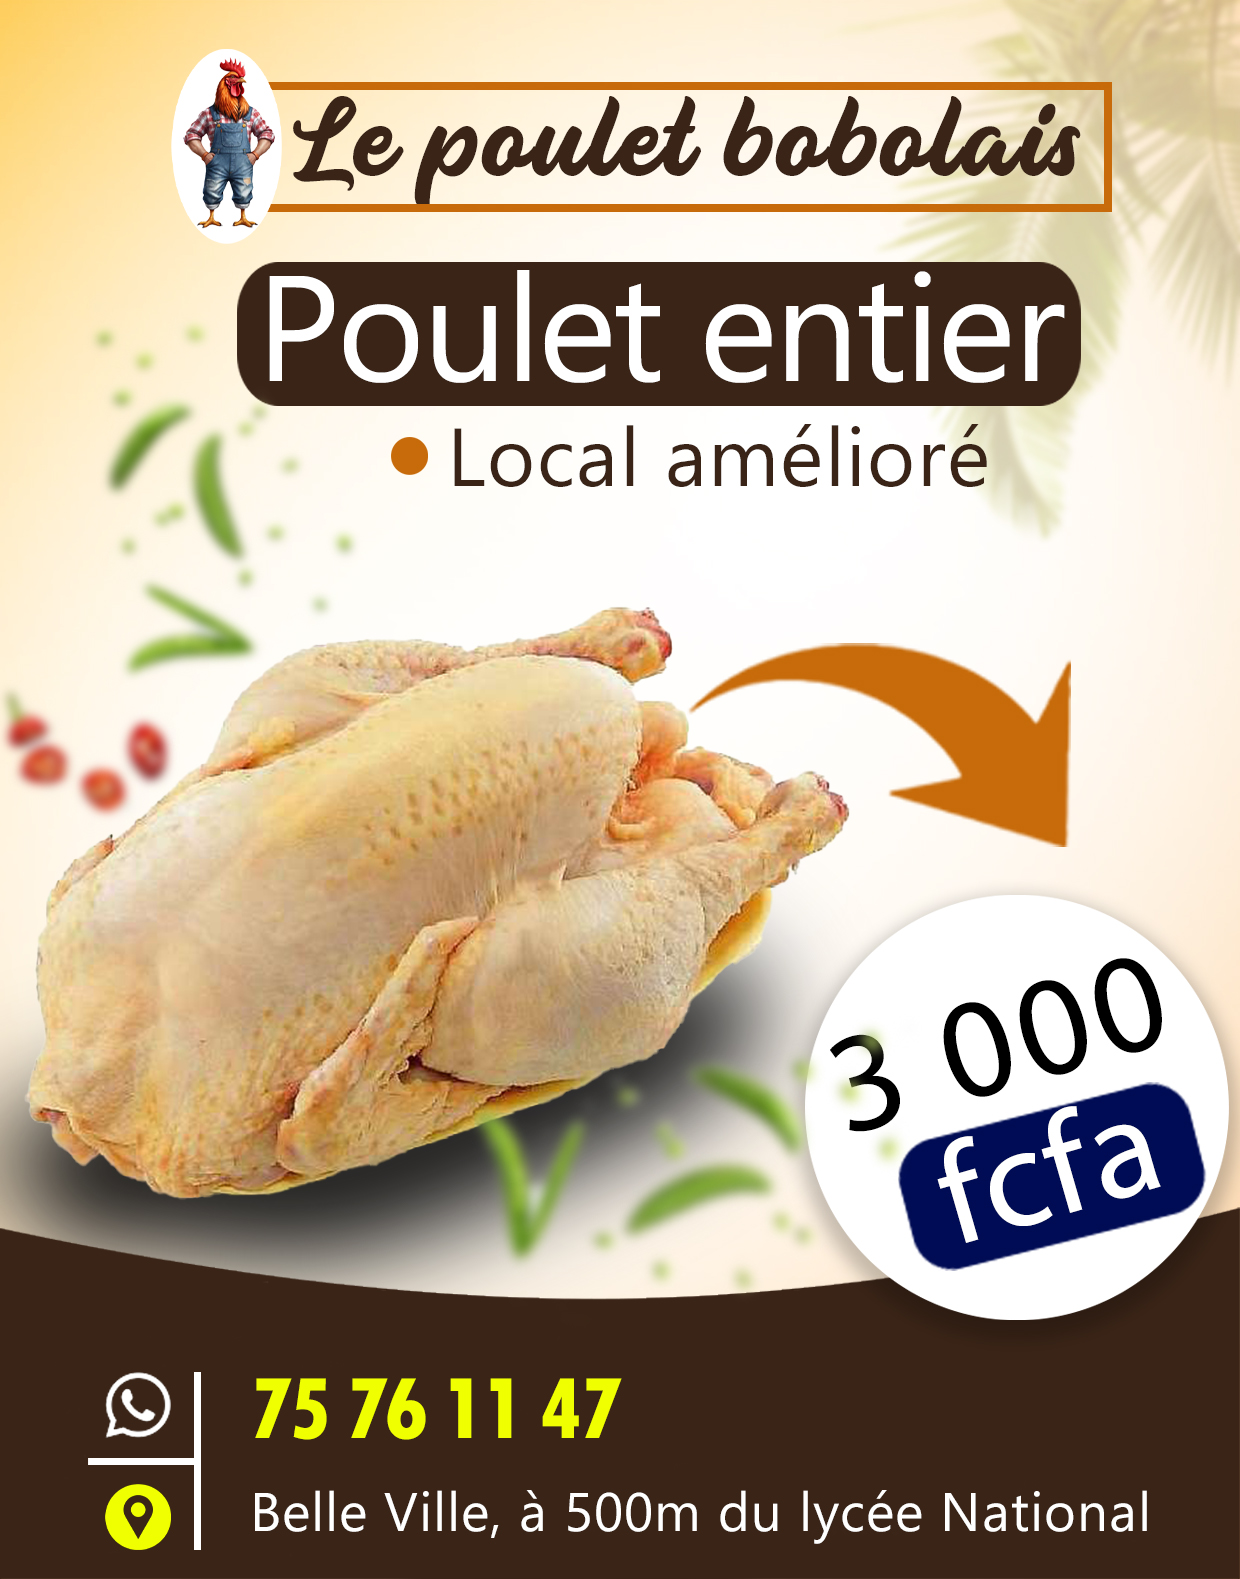 Le poulet bobolais
Poulet entier
Local amélioré
3 000
fcfa
75 76 11 47
Belle Ville, à 500m du lycée National